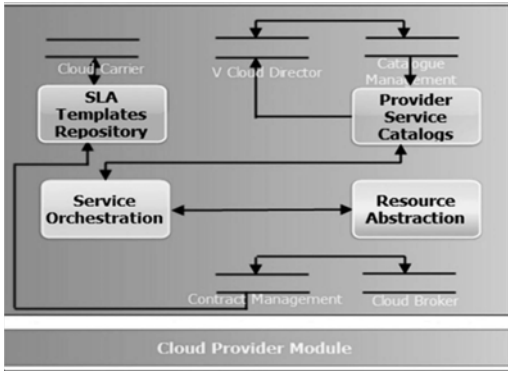 Cloud Carrier
V Cloud Director
Catalogue
Management
SLA
Templates
Repository
Provider
Service
Catalogs
Service
Orchestration
Resource
Abstraction
Contract Management
Cloud Broker
Cloud Provider Module